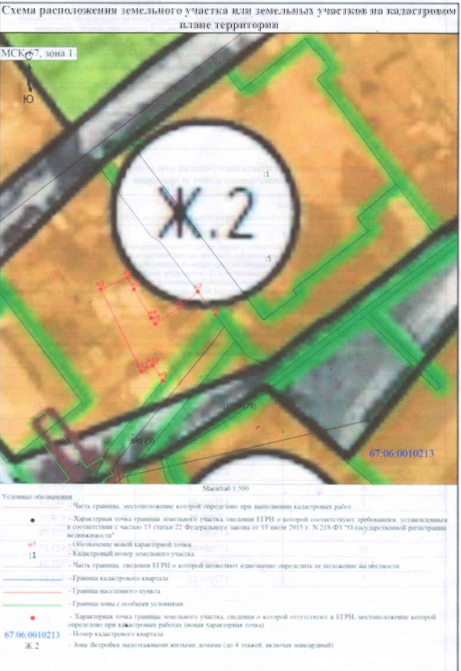 Схема расположения земельного участка или земельных участков на кадастровом
плане территории
МСК-67, зона 1
Ю
:1
Ж.2
:5
67:06:0010213
Масштаб 1:500
Условные обозначения
- Часть границы, местоположение которой определено при выполнении кадастровых работ
- Характерная точка границы земельного участка, сведения ЕГРН о которой соответствуют требованиям, установленным
в соответствии с частью 13 статьи 22 Федерального закона от 13 июля 2015 г. N 218-ФЗ "О государственной регистрации
недвижимости"
- Обозначение новой характерной точки
:1 - Кадастровый номер земельного участка
- Часть границы, сведения ЕГРН о которой позволяют однозначно определить ее положение на местности
- Граница кадастрового квартала
- Граница населенного пункта
- Граница зоны с особыми условиями
- Характерная точка границы земельного участка, сведения о которой отсутствуют в ЕГРН, местоположение которой
определено при кадастровых работах (новая характерная точка)
67:06:0010213 - Номер кадастрового квартала
Ж.2 - Зона застройки малоэтажными жилыми домами (до 4 этажей, включая мансардный)